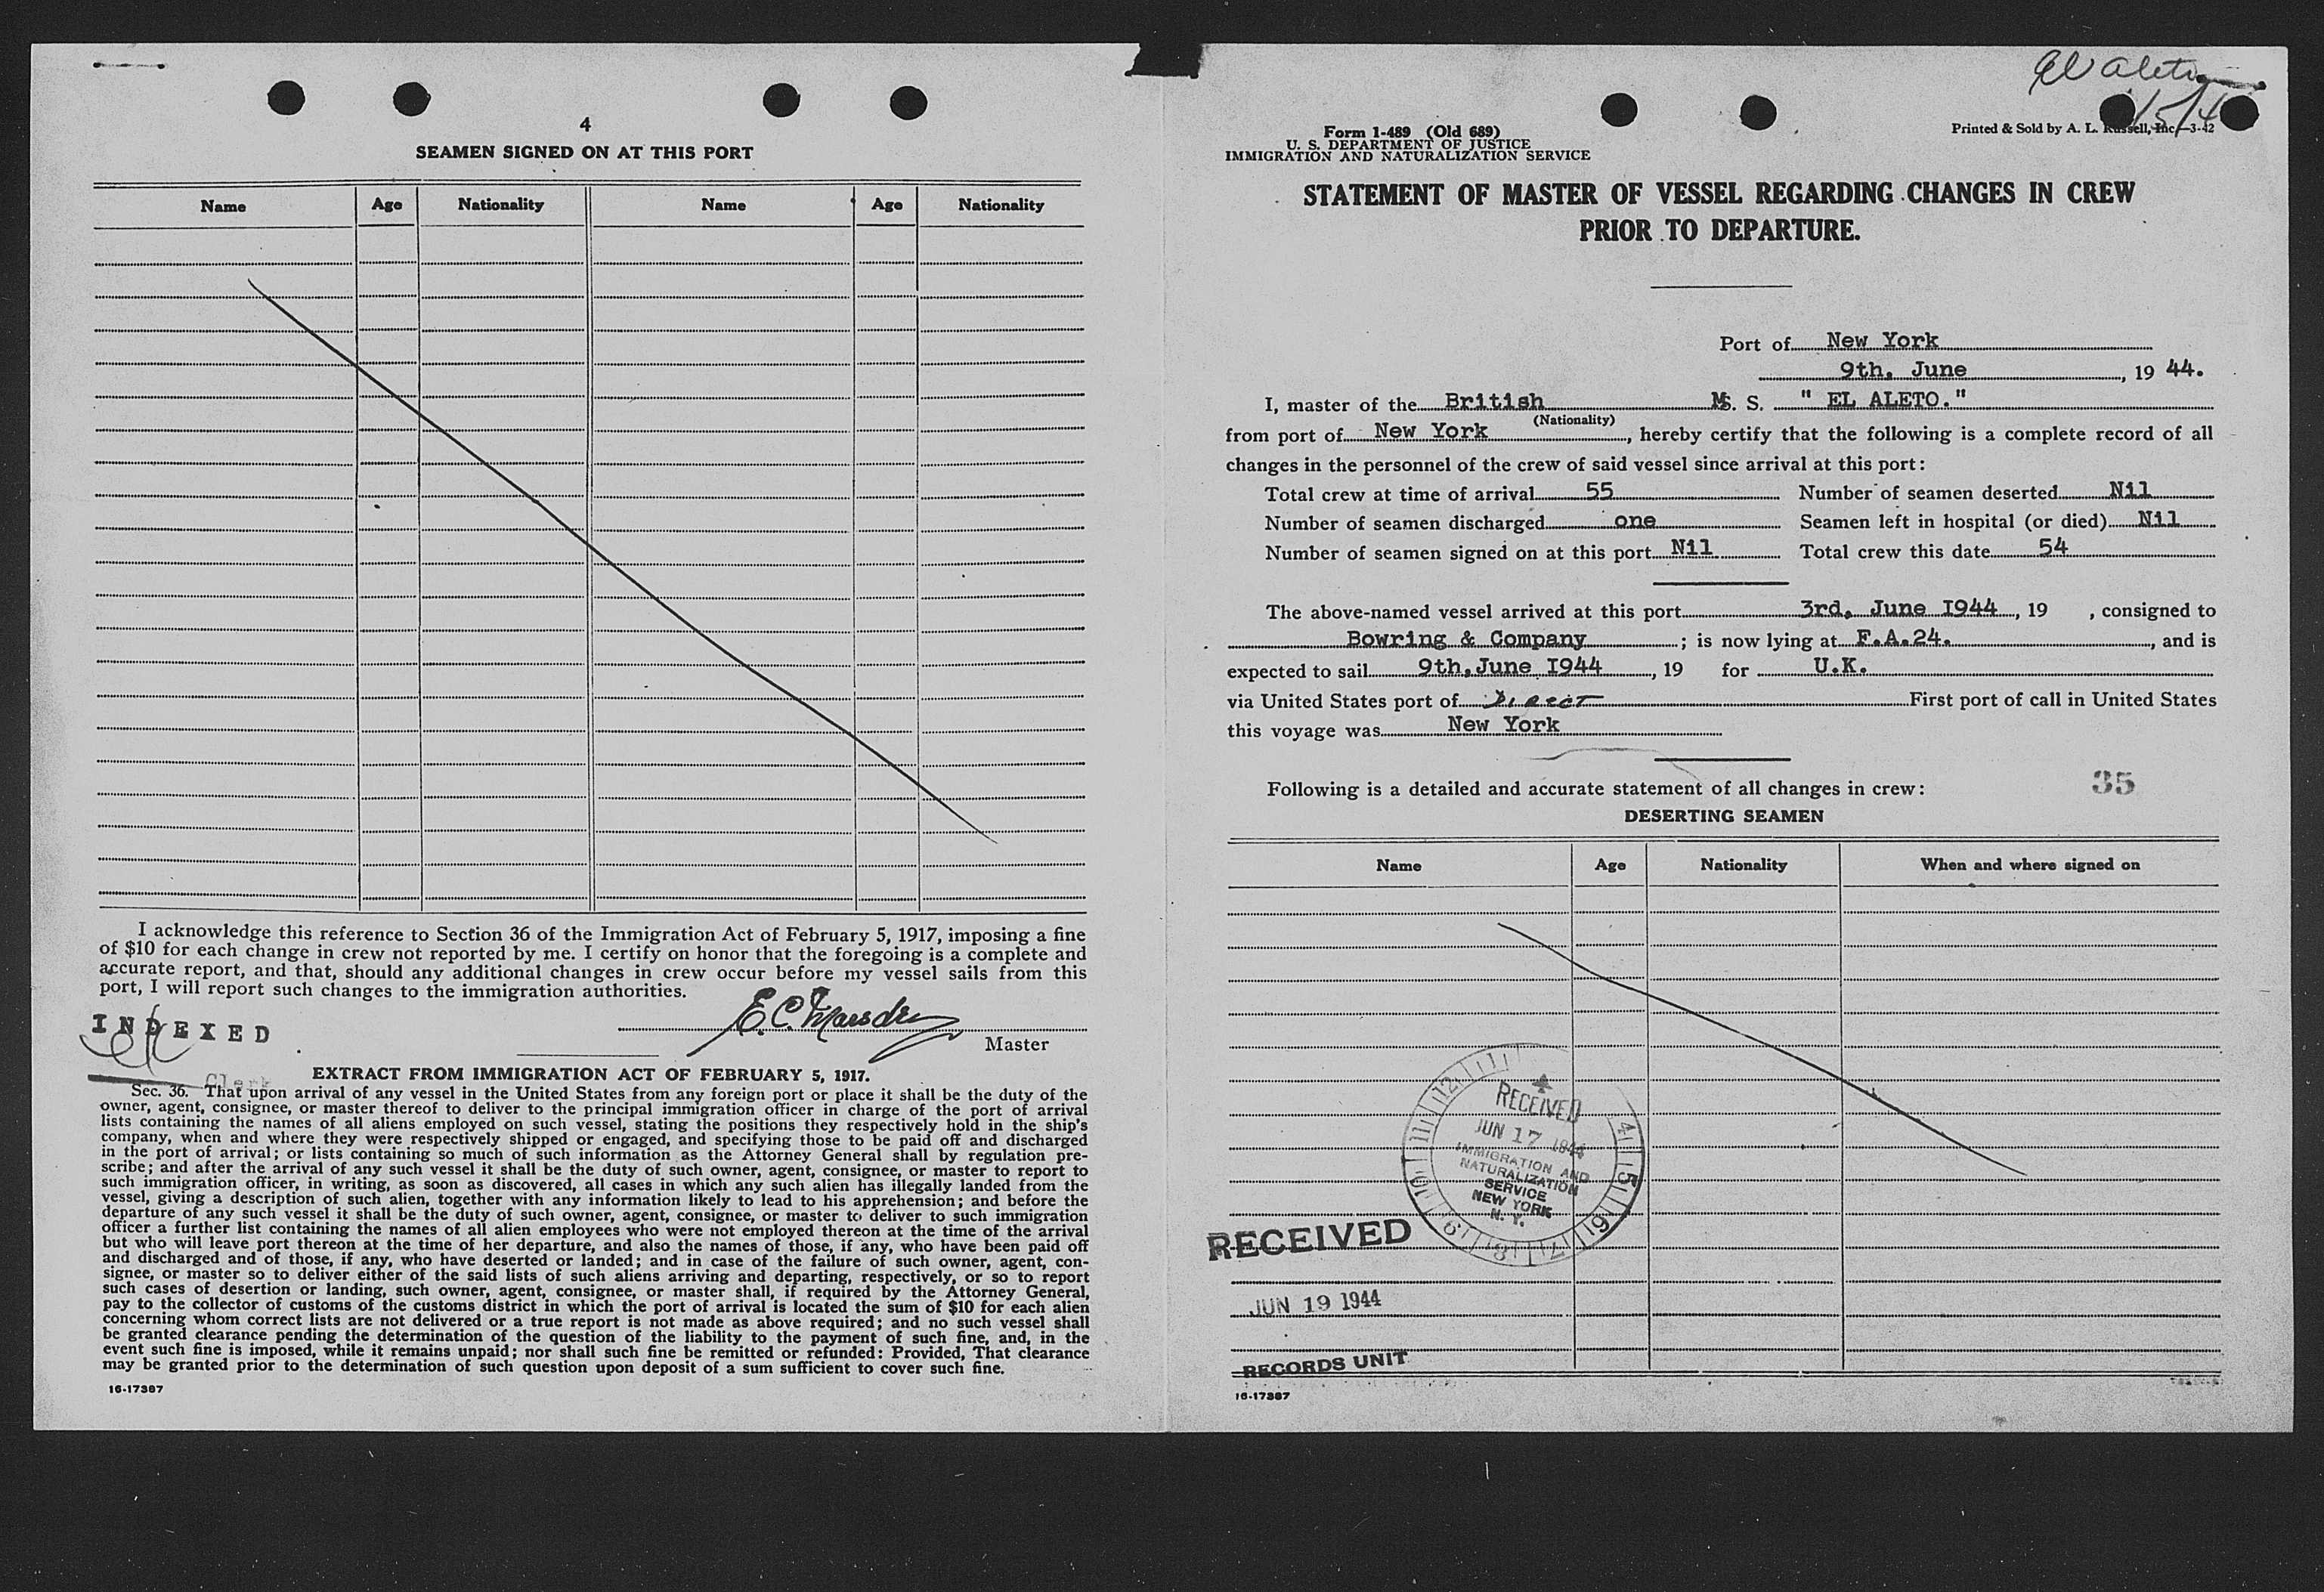 4
SEAMEN SIGNED ON AT THIS PORT
Name Age Nationality Name Age Nationality
I acknowledge this reference to Section 36 of the Immigration Act of February 5, 1917, imposing a fine
of $10 for each change in crew not reported by me. I certify on honor that the foregoing is a complete and
accurate report, and that, should any additional changes in crew occur before my vessel sails from this
port, I will report such changes to the immigration authorities.
INDEXED
E. C. Marsden
Master
Clerk
EXTRACT FROM IMMIGRATION ACT OF FEBRUARY 5, 1917.
Sec. 36. That upon arrival of any vessel in the United States from any foreign port or place it shall be the duty of the
owner, agent, consignee, or master thereof to deliver to the principal immigration officer in charge of the port of arrival
lists containing the names of all aliens employed on such vessel, stating the positions they respectively hold in the ship's
company, when and where they were respectively shipped or engaged, and specifying those to be paid off and discharged
in the port of arrival; or lists containing so much of such information as the Attorney General shall by regulation pre-
scribe; and after the arrival of any such vessel it shall be the duty of such owner, agent, consignee, or master to report to
such immigration officer, in writing, as soon as discovered, all cases in which any such alien has illegally landed from the
vessel, giving a description of such alien, together with any information likely to lead to his apprehension; and before the
departure of any such vessel it shall be the duty of such owner, agent, consignee, or master to deliver to such immigration
officer a further list containing the names of all alien employees who were not employed thereon at the time of the arrival
but who will leave port thereon at the time of her departure, and also the names of those, if any, who have been paid off
and discharged and of those, if any, who have deserted or landed; and in case of the failure of such owner, agent, con-
signee, or master so to deliver either of the said lists of such aliens arriving and departing, respectively, or so to report
such cases of desertion or landing, such owner, agent, consignee, or master shall, if required by the Attorney General,
pay to the collector of customs of the customs district in which the port of arrival is located the sum of $10 for each alien
concerning whom correct lists are not delivered or a true report is not made as above required; and no such vessel shall
be granted clearance pending the determination of the question of the liability to the payment of such fine, and, in the
event such fine is imposed, while it remains unpaid; nor shall such fine be remitted or refunded: Provided, That clearance
may be granted prior to the determination of such question upon deposit of a sum sufficient to cover such fine.
16-17387
El Aleto
Form 1-489 (Old 689)
U. S. DEPARTMENT OF JUSTICE
IMMIGRATION AND NATURALIZATION SERVICE
Printed & Sold by A. L. Russell, Inc.—3-42
STATEMENT OF MASTER OF VESSEL REGARDING CHANGES IN CREW
PRIOR TO DEPARTURE.
Port of New York
9th. June, 19 44.
I, master of the British M. S. " EL ALETO."
(Nationality)
from port of New York, hereby certify that the following is a complete record of all
changes in the personnel of the crew of said vessel since arrival at this port:
Total crew at time of arrival 55 Number of seamen deserted Nil
Number of seamen discharged one Seamen left in hospital (or died) Nil
Number of seamen signed on at this port Nil Total crew this date 54
The above-named vessel arrived at this port 3rd. June I944, 19 , consigned to
Bowring & Company; is now lying at F.A.24., and is
expected to sail 9th. June I944, 19 for U.K.
via United States port of Direct First port of call in United States
this voyage was New York
Following is a detailed and accurate statement of all changes in crew: 35
DESERTING SEAMEN
Name Age Nationality When and where signed on
RECEIVED
JUN 17 1944
IMMIGRATION AND
NATURALIZATION
SERVICE
NEW YORK
N. Y.
RECEIVED
JUN 19 1944
RECORDS UNIT
16-17387